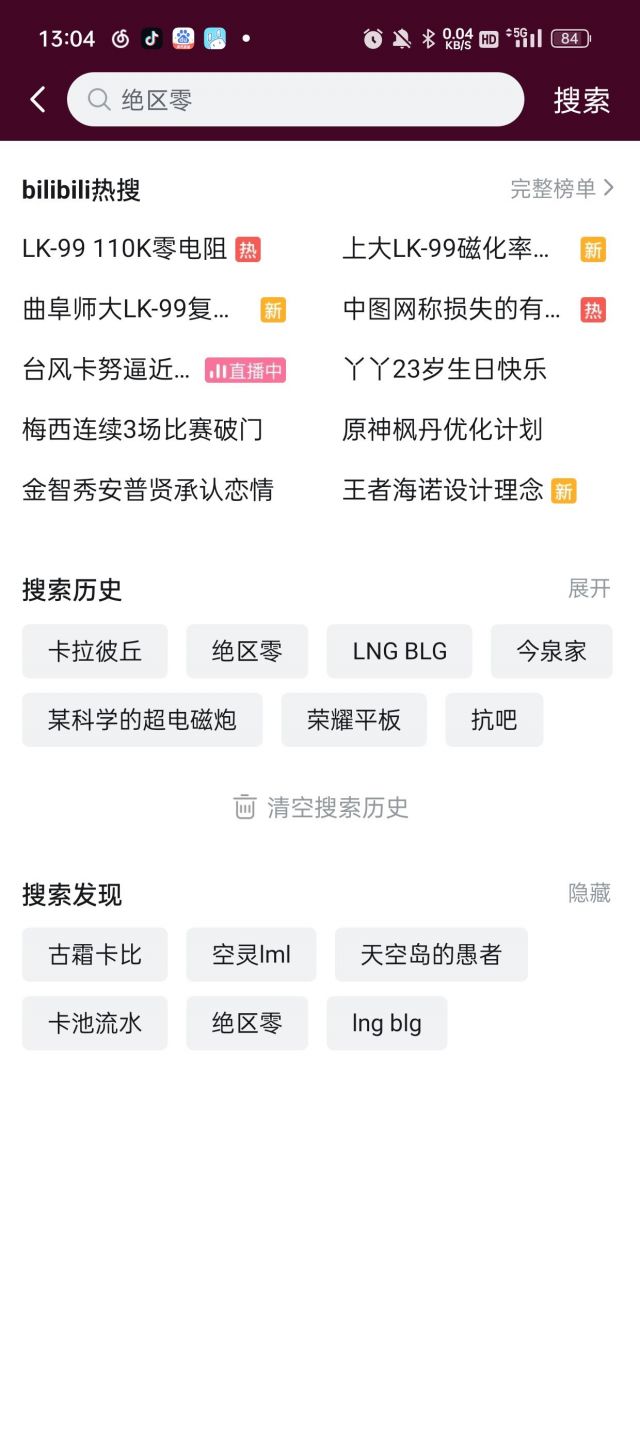 13:04 0.04 KB/S HD 5G 84
绝区零 搜索
bilibili热搜 完整榜单
LK-99 110K零电阻 热 上大LK-99磁化率... 新
曲阜师大LK-99复... 新 中图网称损失的有... 热
台风卡努逼近... 直播中 丫丫23岁生日快乐
梅西连续3场比赛破门 原神枫丹优化计划
金智秀安普贤承认恋情 王者海诺设计理念 新
搜索历史 展开
卡拉彼丘 绝区零 LNG BLG 今泉家
某科学的超电磁炮 荣耀平板 抗吧
清空搜索历史
搜索发现 隐藏
古霜卡比 空灵lml 天空岛的愚者
卡池流水 绝区零 lng blg